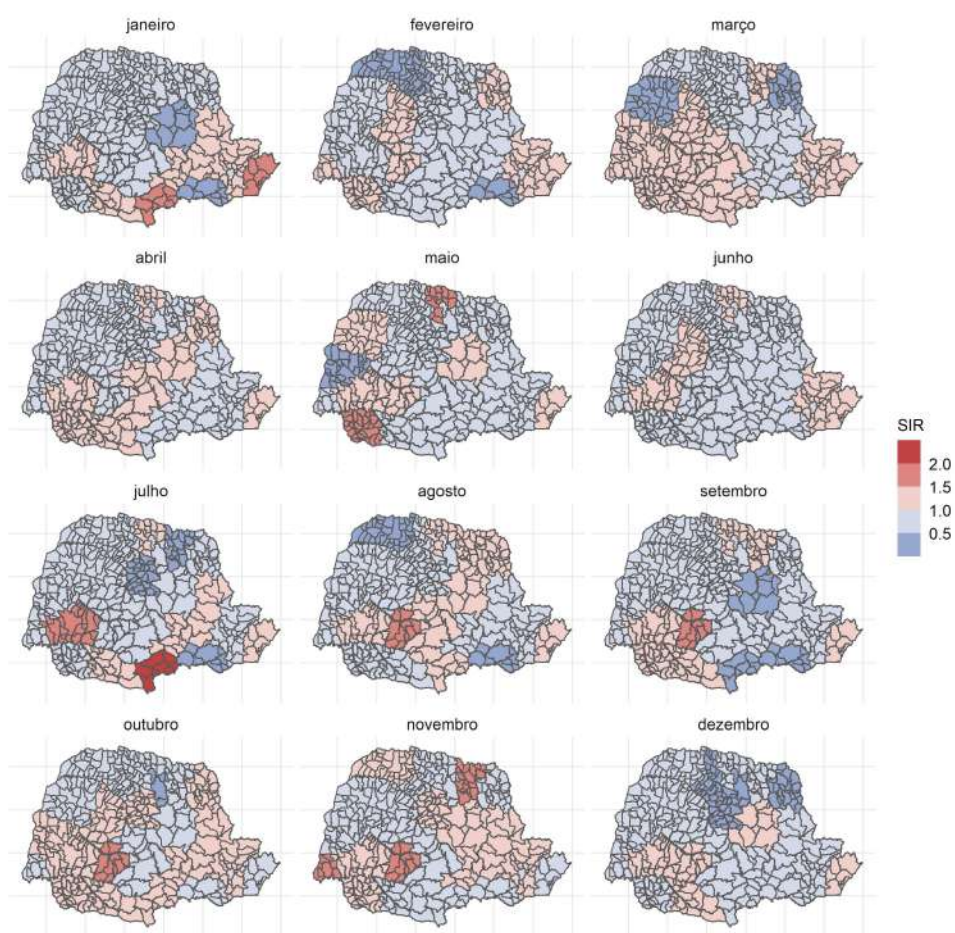 janeiro
fevereiro
março
abril
maio
junho
julho
agosto
setembro
outubro
novembro
dezembro
SIR
2.0
1.5
1.0
0.5